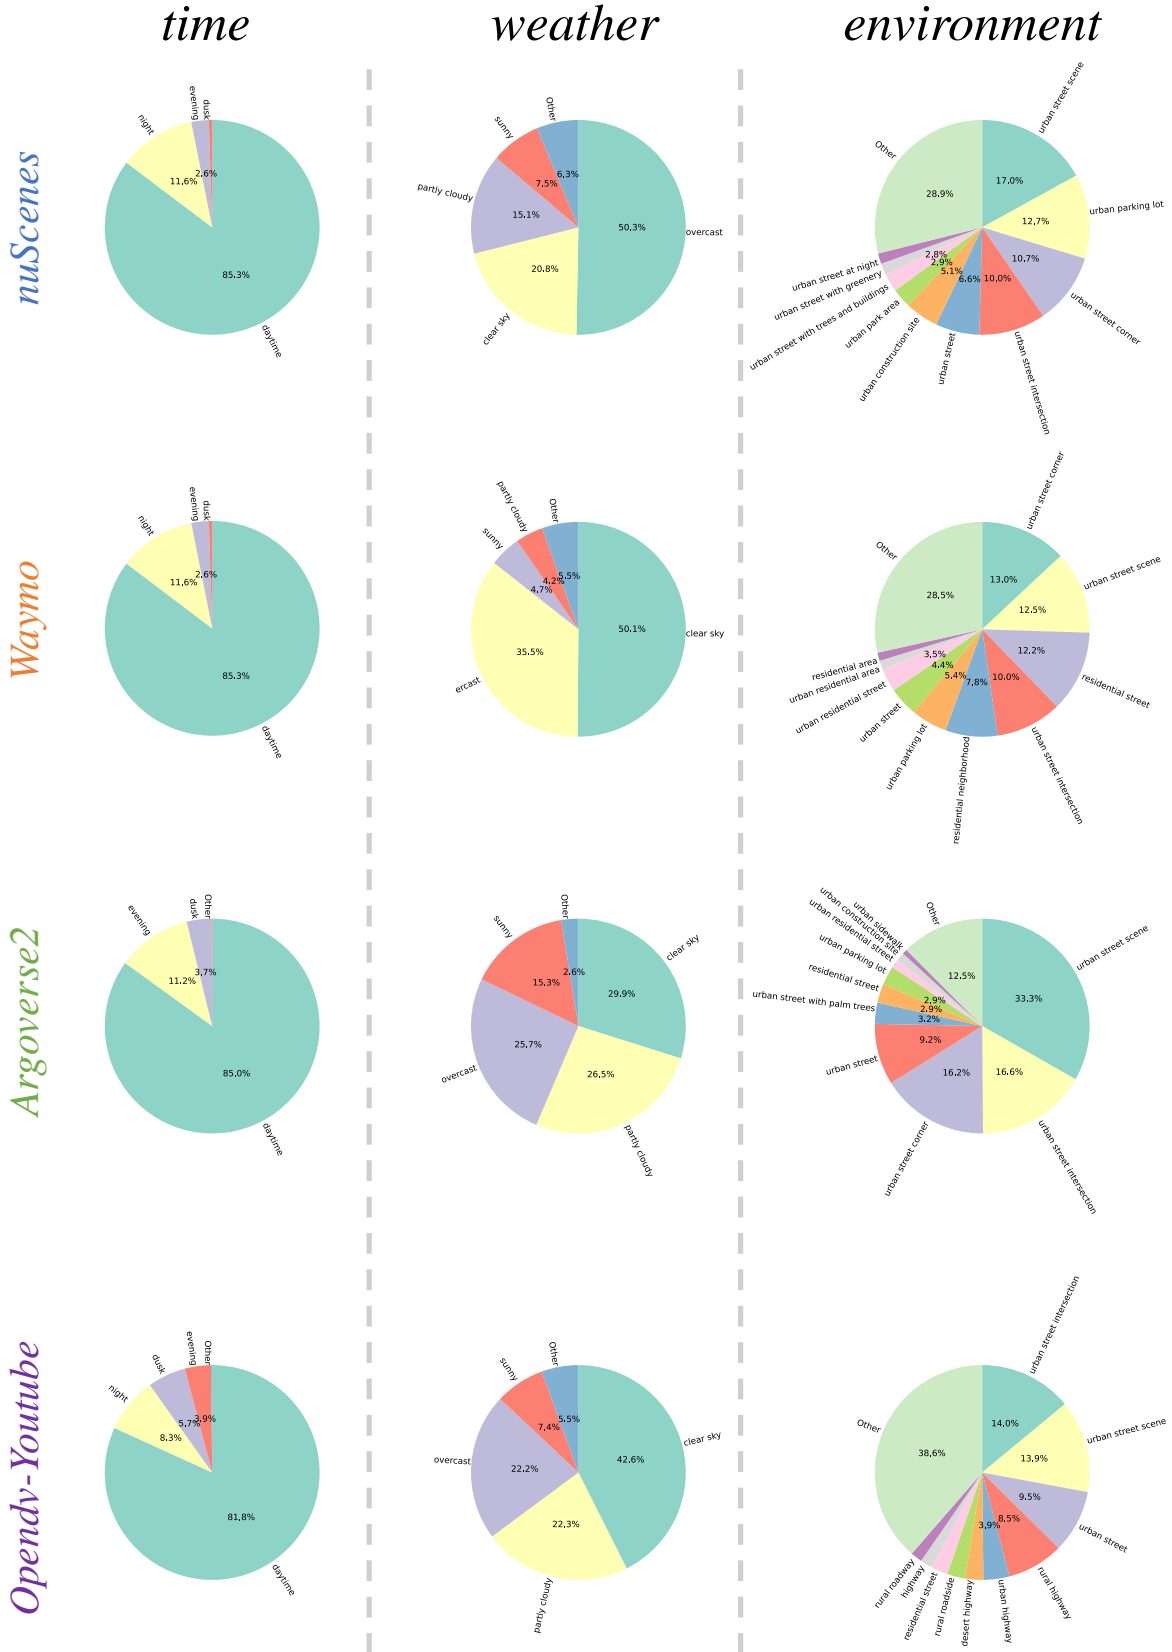 time
weather
environment
nuScenes
dusk
evening
night
2.6%
11.6%
85.3%
daytime
Other
sunny
6.3%
7.5%
partly cloudy
15.1%
50.3%
overcast
20.8%
clear sky
urban street scene
Other
17.0%
28.9%
urban parking lot
12.7%
10.7%
urban street corner
10.0%
urban street intersection
6.6%
urban street
5.1%
urban construction site
2.9%
urban park area
2.8%
urban street with trees and buildings
urban street with greenery
urban street at night
Waymo
dusk
evening
night
2.6%
11.6%
85.3%
daytime
Other
partly cloudy
sunny
5.5%
4.2%
4.7%
50.1%
clear sky
35.5%
ercast
urban street corner
Other
13.0%
28.5%
urban street scene
12.5%
12.2%
residential street
10.0%
urban street intersection
7.8%
residential neighborhood
5.4%
urban parking lot
4.4%
urban street
3.5%
urban residential street
urban residential area
residential area
Argoverse2
Other
dusk
evening
3.7%
11.2%
85.0%
daytime
Other
sunny
2.6%
15.3%
clear sky
29.9%
25.7%
overcast
26.5%
partly cloudy
Other
12.5%
urban sidewalk
urban construction site
urban residential street
urban parking lot
2.9%
residential street
2.9%
urban street with palm trees
3.2%
urban street
9.2%
urban street scene
33.3%
16.2%
urban street corner
16.6%
urban street intersection
Opendv-Youtube
Other
evening
dusk
night
3.9%
5.7%
8.3%
81.8%
daytime
Other
sunny
5.5%
7.4%
clear sky
42.6%
overcast
22.2%
22.3%
partly cloudy
urban street intersection
Other
14.0%
38.6%
urban street scene
13.9%
9.5%
urban street
8.5%
rural highway
3.9%
urban highway
desert highway
rural roadside
residential street
highway
rural roadway